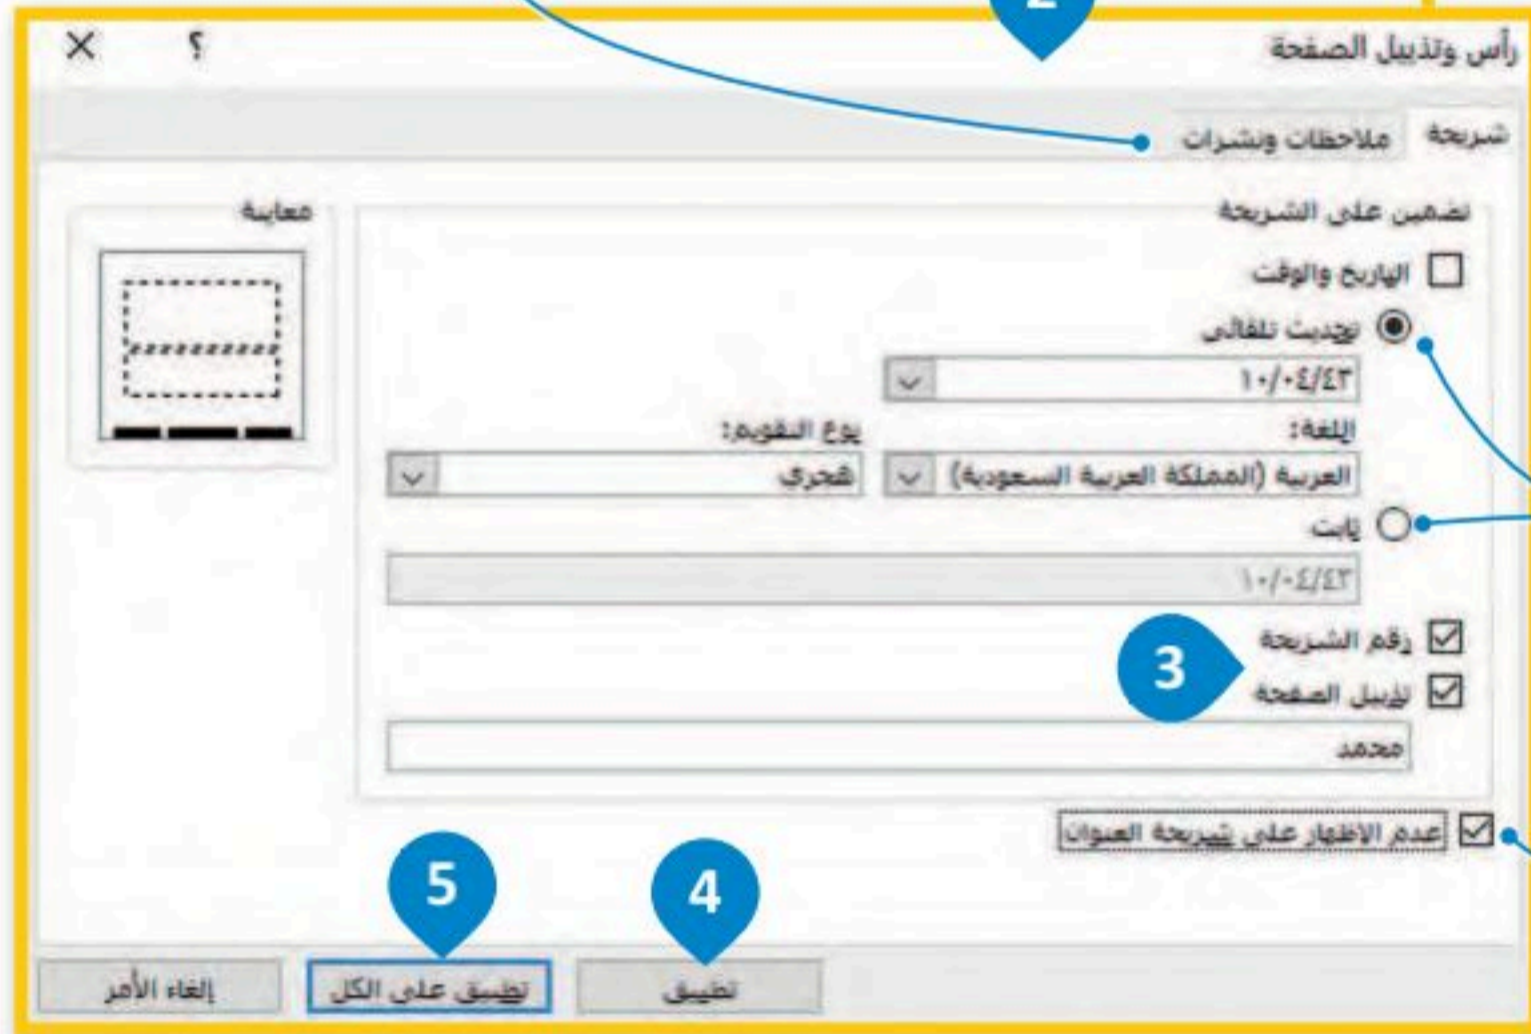 2
رأس وتذييل الصفحة
؟
×
شريحة
ملاحظات ونشرات
تضمين على الشريحة
معاينة
التاريخ والوقت
تحديث تلقائي
١٠/٠٤/٤٣
اللغة:
نوع التقويم:
العربية (المملكة العربية السعودية)
هجري
ثابت
١٠/٠٤/٤٣
رقم الشريحة
3
تذييل الصفحة
محمد
عدم الإظهار على شريحة العنوان
4
5
تطبيق
تطبيق على الكل
إلغاء الأمر